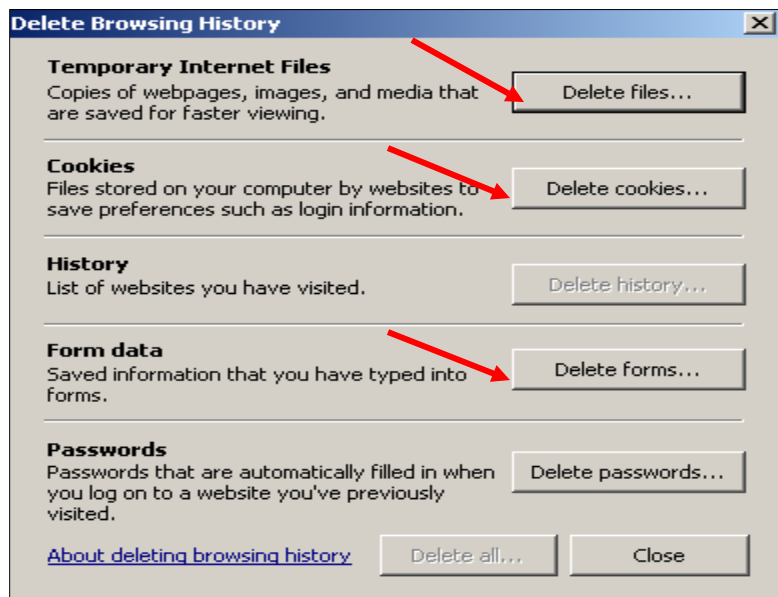 Delete Browsing History
Temporary Internet Files
Copies of webpages, images, and media that
are saved for faster viewing.
Delete files...
Cookies
Files stored on your computer by websites to
save preferences such as login information.
Delete cookies...
History
List of websites you have visited.
Delete history...
Form data
Saved information that you have typed into
forms.
Delete forms...
Passwords
Passwords that are automatically filled in when
you log on to a website you've previously
visited.
Delete passwords...
About deleting browsing history
Delete all...
Close